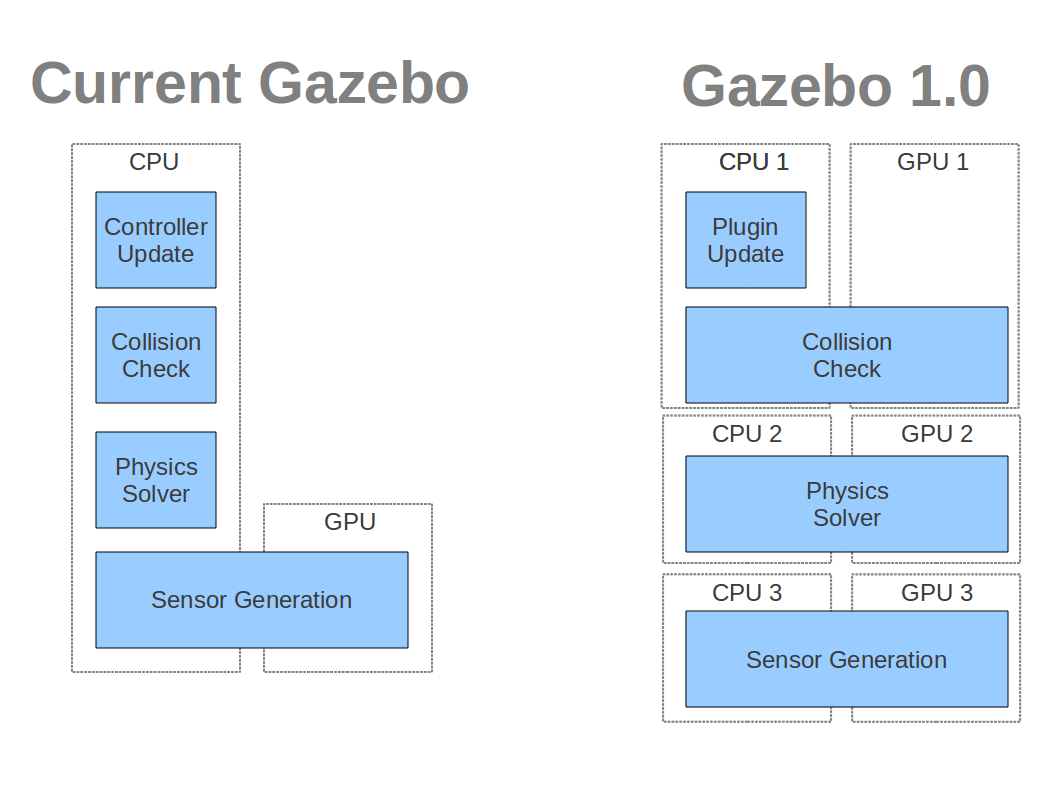 Current Gazebo
CPU
Controller
Update
Collision
Check
Physics
Solver
GPU
Sensor Generation
Gazebo 1.0
CPU 1
GPU 1
Plugin
Update
Collision
Check
CPU 2
GPU 2
Physics
Solver
CPU 3
GPU 3
Sensor Generation